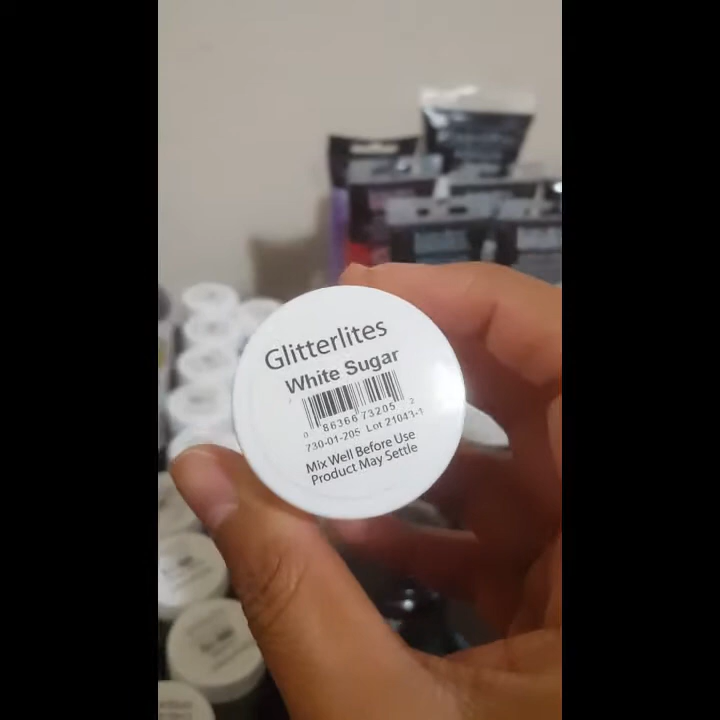 Glitterlites
White Sugar
0 86366 73205 2
730-01-205 Lot 21043-1
Mix Well Before Use
Product May Settle